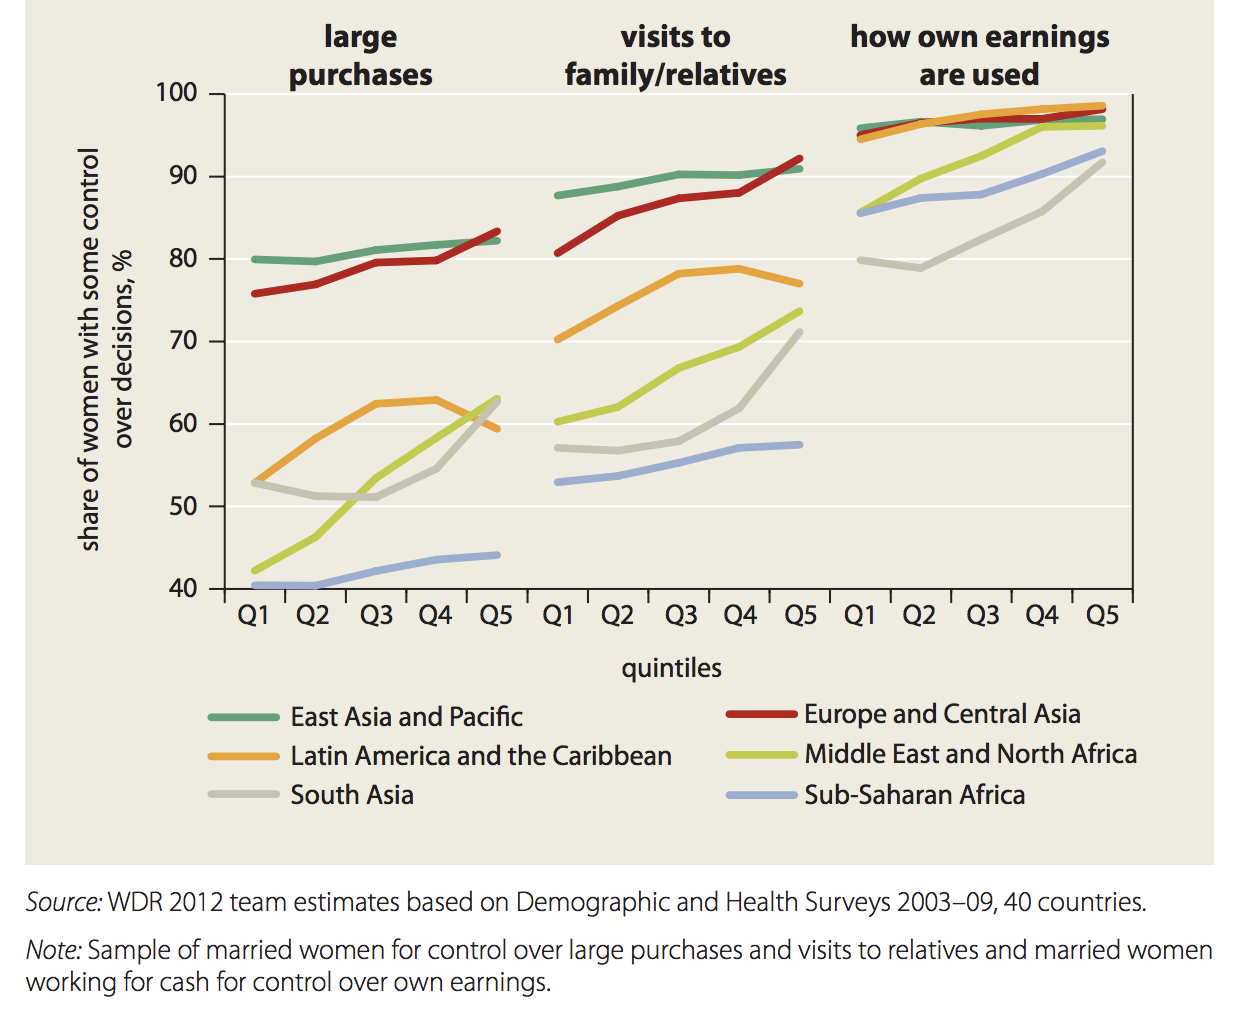 large purchases
visits to family/relatives
how own earnings are used
share of women with some control over decisions, %
100
90
80
70
60
50
40
Q1 Q2 Q3 Q4 Q5 Q1 Q2 Q3 Q4 Q5 Q1 Q2 Q3 Q4 Q5
quintiles
East Asia and Pacific
Europe and Central Asia
Latin America and the Caribbean
Middle East and North Africa
South Asia
Sub-Saharan Africa
Source: WDR 2012 team estimates based on Demographic and Health Surveys 2003–09, 40 countries.
Note: Sample of married women for control over large purchases and visits to relatives and married women
working for cash for control over own earnings.